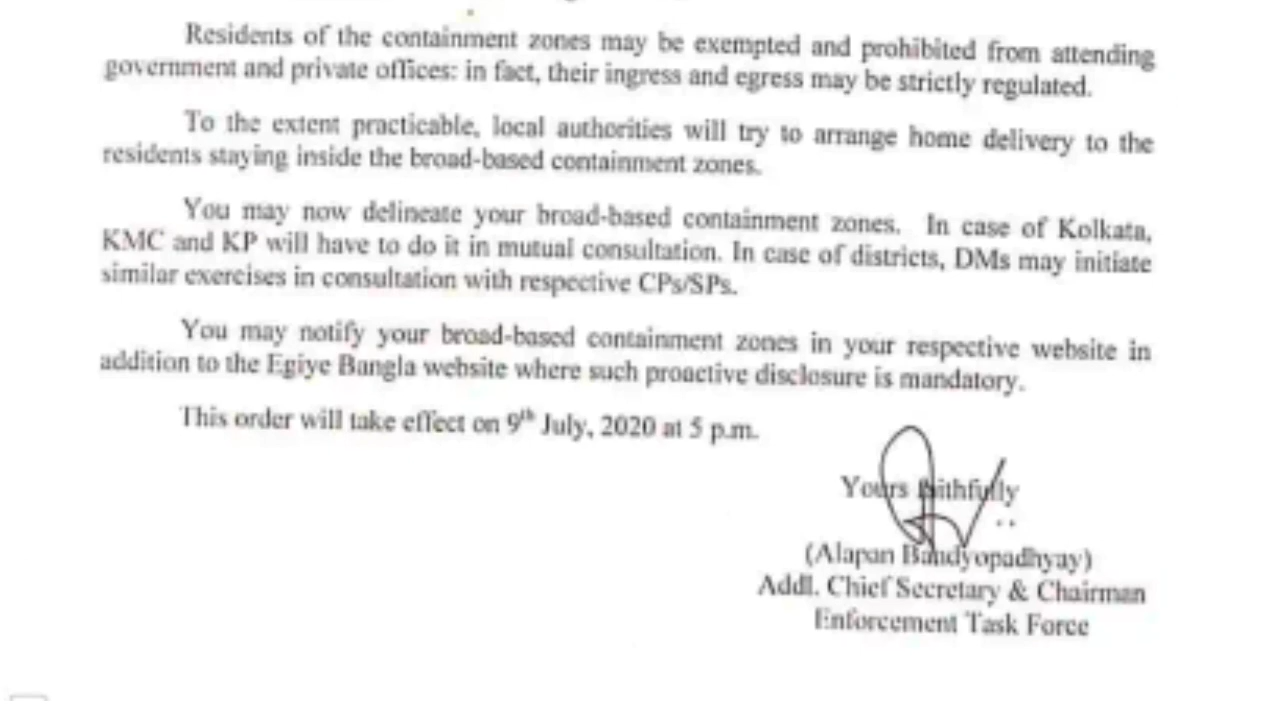 Residents of the containment zones may be exempted and prohibited from attending
government and private offices: in fact, their ingress and egress may be strictly regulated.
To the extent practicable, local authorities will try to arrange home delivery to the
residents staying inside the broad-based containment zones.
You may now delineate your broad-based containment zones. In case of Kolkata,
KMC and KP will have to do it in mutual consultation. In case of districts, DMs may initiate
similar exercises in consultation with respective CPs/SPs.
You may notify your broad-based containment zones in your respective website in
addition to the Egiye Bangla website where such proactive disclosure is mandatory.
This order will take effect on 9th July, 2020 at 5 p.m.
Yours faithfully
(Alapan Bandyopadhyay)
Addl. Chief Secretary & Chairman
Enforcement Task Force